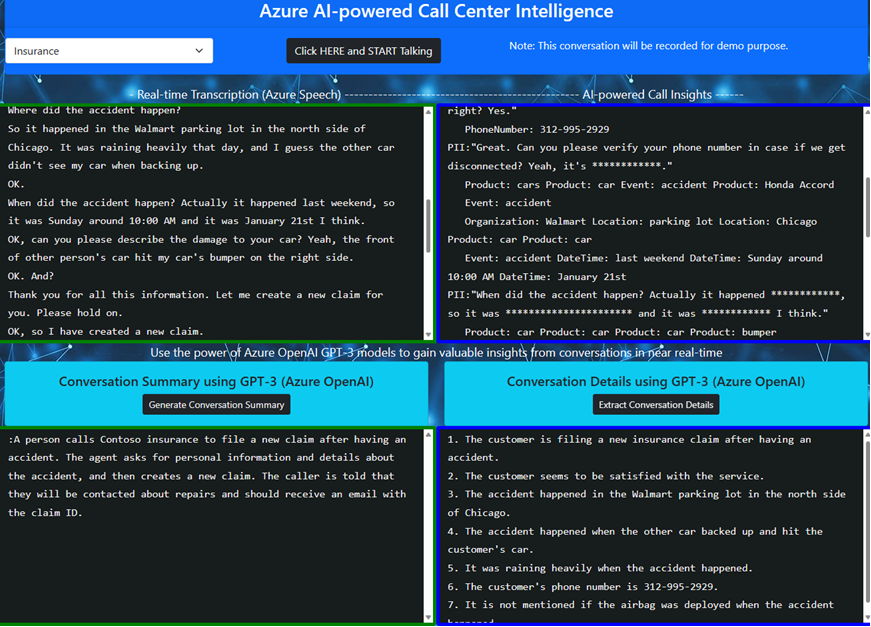 Azure AI-powered Call Center Intelligence
Insurance
Click HERE and START Talking
Note: This conversation will be recorded for demo purpose.
- Real-time Transcription (Azure Speech) ------------------------------------------------- AI-powered Call Insights ------
Where did the accident happen?
So it happened in the Walmart parking lot in the north side of
Chicago. It was raining heavily that day, and I guess the other car
didn't see my car when backing up.
OK.
When did the accident happen? Actually it happened last weekend, so
it was Sunday around 10:00 AM and it was January 21st I think.
OK, can you please describe the damage to your car? Yeah, the front
of other person's car hit my car's bumper on the right side.
OK. And?
Thank you for all this information. Let me create a new claim for
you. Please hold on.
OK, so I have created a new claim.
right? Yes."
PhoneNumber: 312-995-2929
PII:"Great. Can you please verify your phone number in case if we get
disconnected? Yeah, it's ************."
Product: cars Product: car Event: accident Product: Honda Accord
Event: accident
Organization: Walmart Location: parking lot Location: Chicago
Product: car Product: car
Event: accident DateTime: last weekend DateTime: Sunday around
10:00 AM DateTime: January 21st
PII:"When did the accident happen? Actually it happened ************,
so it was ********************** and it was ************ I think."
Product: car Product: car Product: car Product: bumper
Use the power of Azure OpenAI GPT-3 models to gain valuable insights from conversations in near real-time
Conversation Summary using GPT-3 (Azure OpenAI)
Generate Conversation Summary
Conversation Details using GPT-3 (Azure OpenAI)
Extract Conversation Details
:A person calls Contoso insurance to file a new claim after having an
accident. The agent asks for personal information and details about
the accident, and then creates a new claim. The caller is told that
they will be contacted about repairs and should receive an email with
the claim ID.
1. The customer is filing a new insurance claim after having an
accident.
2. The customer seems to be satisfied with the service.
3. The accident happened in the Walmart parking lot in the north side
of Chicago.
4. The accident happened when the other car backed up and hit the
customer's car.
5. It was raining heavily when the accident happened.
6. The customer's phone number is 312-995-2929.
7. It is not mentioned if the airbag was deployed when the accident
happened.